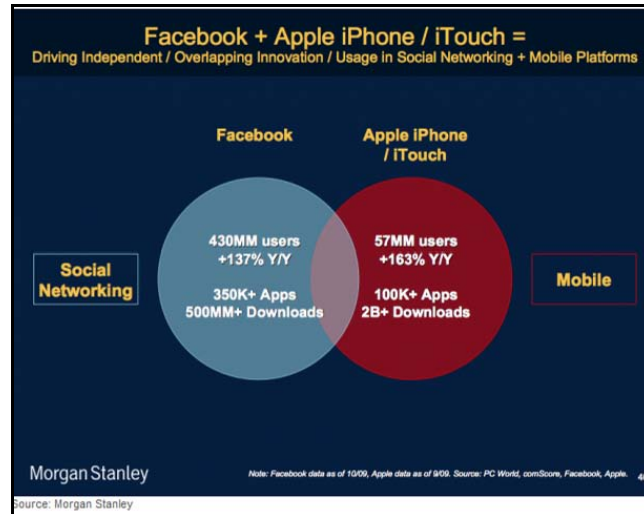 Facebook + Apple iPhone / iTouch =
Driving Independent / Overlapping Innovation / Usage in Social Networking + Mobile Platforms
Facebook
Apple iPhone
/ iTouch
430MM users
+137% Y/Y
350K+ Apps
500MM+ Downloads
57MM users
+163% Y/Y
100K+ Apps
2B+ Downloads
Social
Networking
Mobile
Morgan Stanley
Note: Facebook data as of 10/09, Apple data as of 9/09. Source: PC World, comScore, Facebook, Apple.
Source: Morgan Stanley